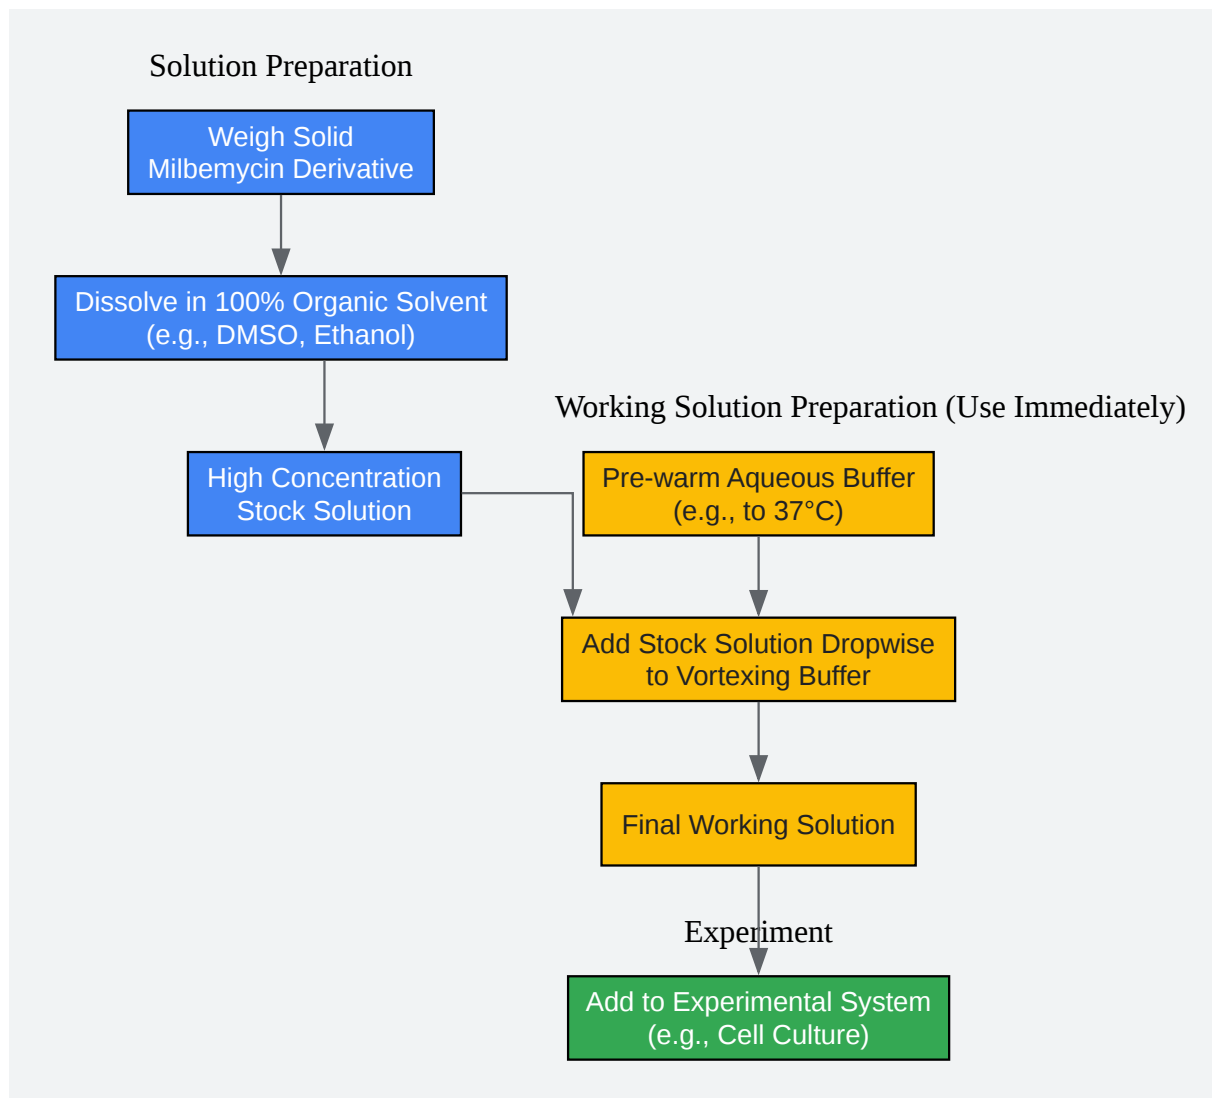 Solution Preparation
Weigh Solid
Milbemycin Derivative
Dissolve in 100% Organic Solvent
(e.g., DMSO, Ethanol)
High Concentration
Stock Solution
Working Solution Preparation (Use Immediately)
Pre-warm Aqueous Buffer
(e.g., to 37°C)
Add Stock Solution Dropwise
to Vortexing Buffer
Final Working Solution
Experiment
Add to Experimental System
(e.g., Cell Culture)